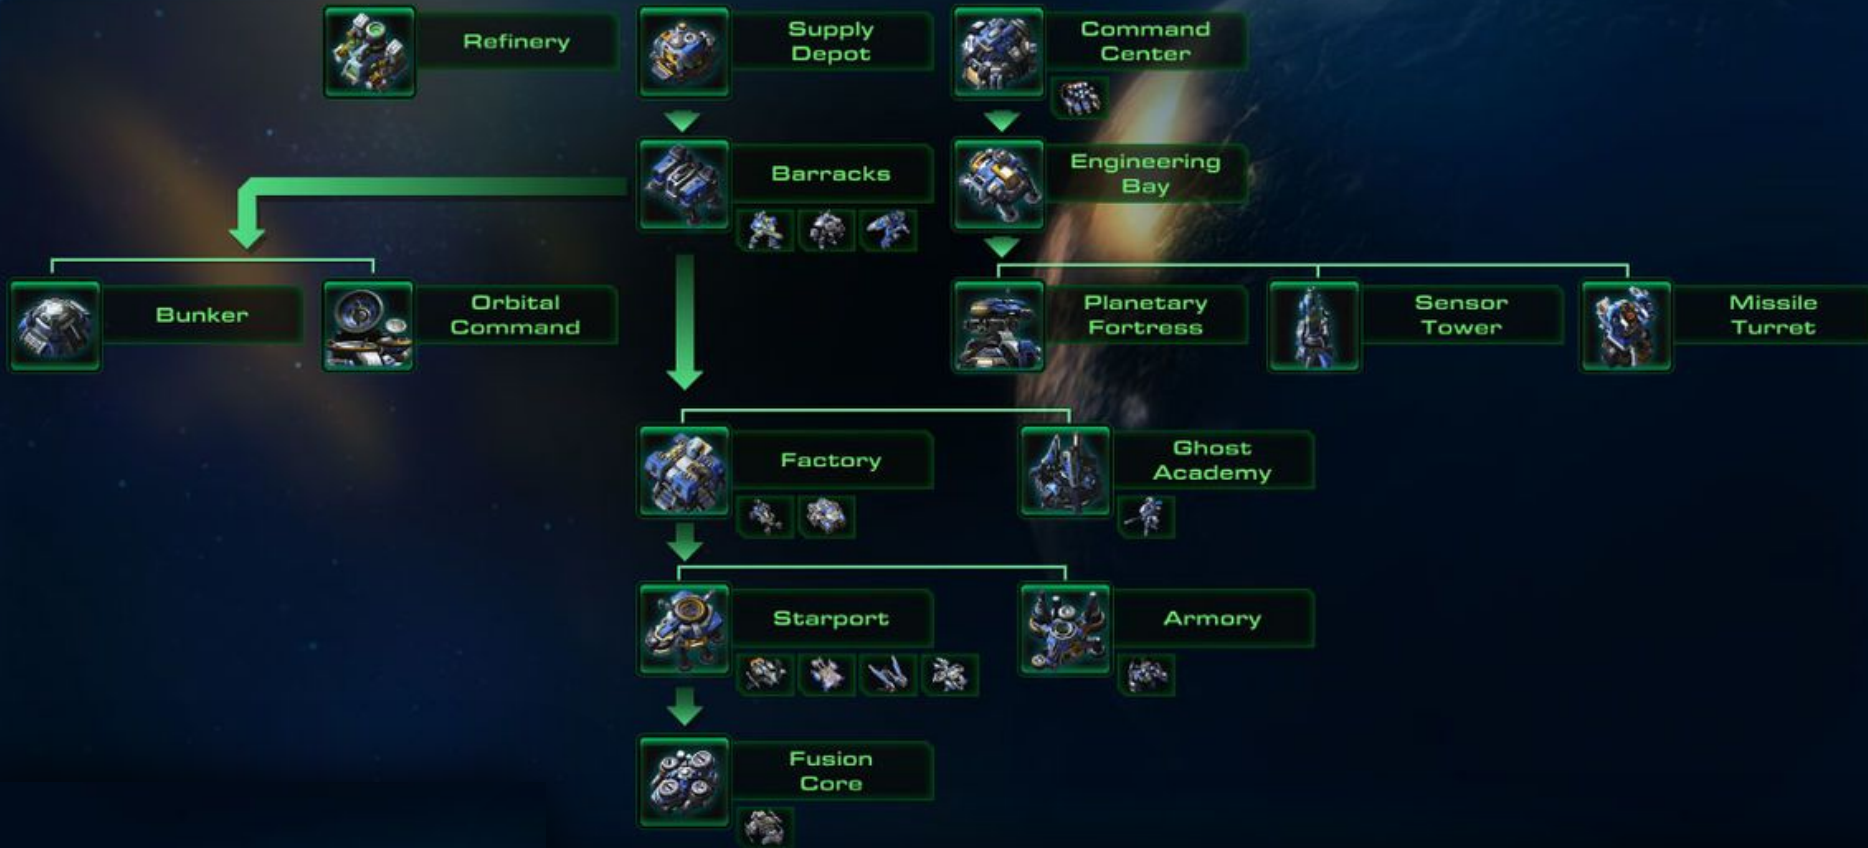 Refinery
Supply
Depot
Command
Center
Barracks
Engineering
Bay
Bunker
Orbital
Command
Planetary
Fortress
Sensor
Tower
Missile
Turret
Factory
Ghost
Academy
Starport
Armory
Fusion
Core